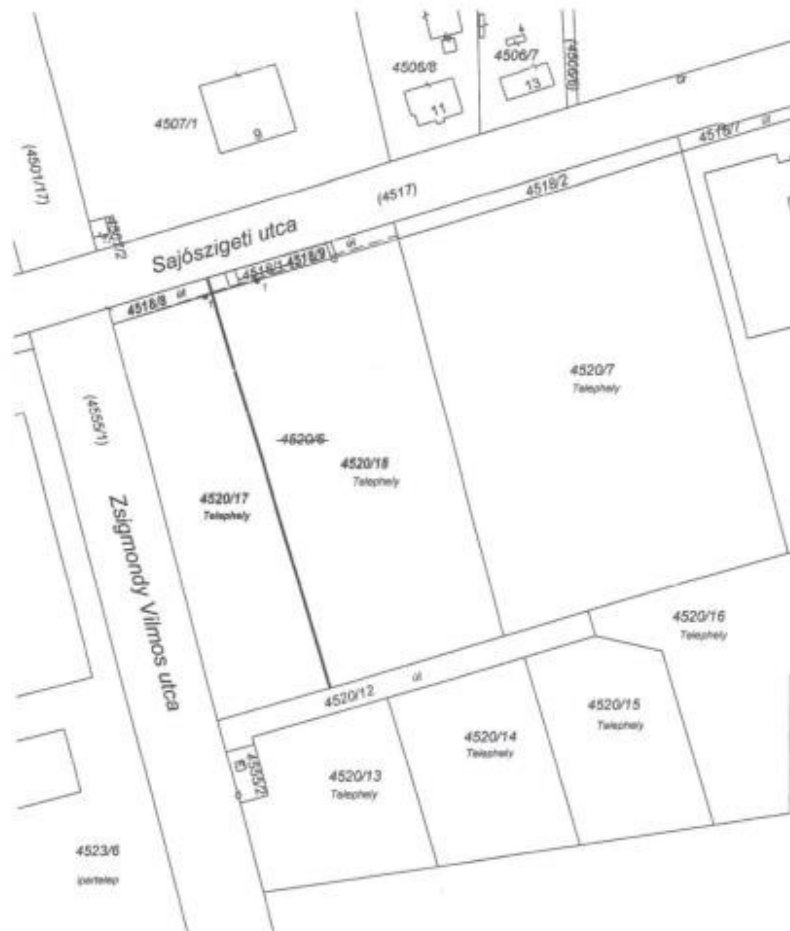 4506/8
4506/7
(4506/6)
13
11
4507/1
9
(4501/17)
4518/7 út
(4517)
4518/2
Sajószigeti utca
4518/1 4518/9 út
4518/8 út
4520/7
Telephely
(4555/1)
4520/6
4520/18
Telephely
4520/17
Telephely
Zsigmondy Vilmos utca
4520/16
Telephely
4520/12 út
4520/15
Telephely
4520/14
Telephely
4555/2
4520/13
Telephely
4523/6
Ipartelep